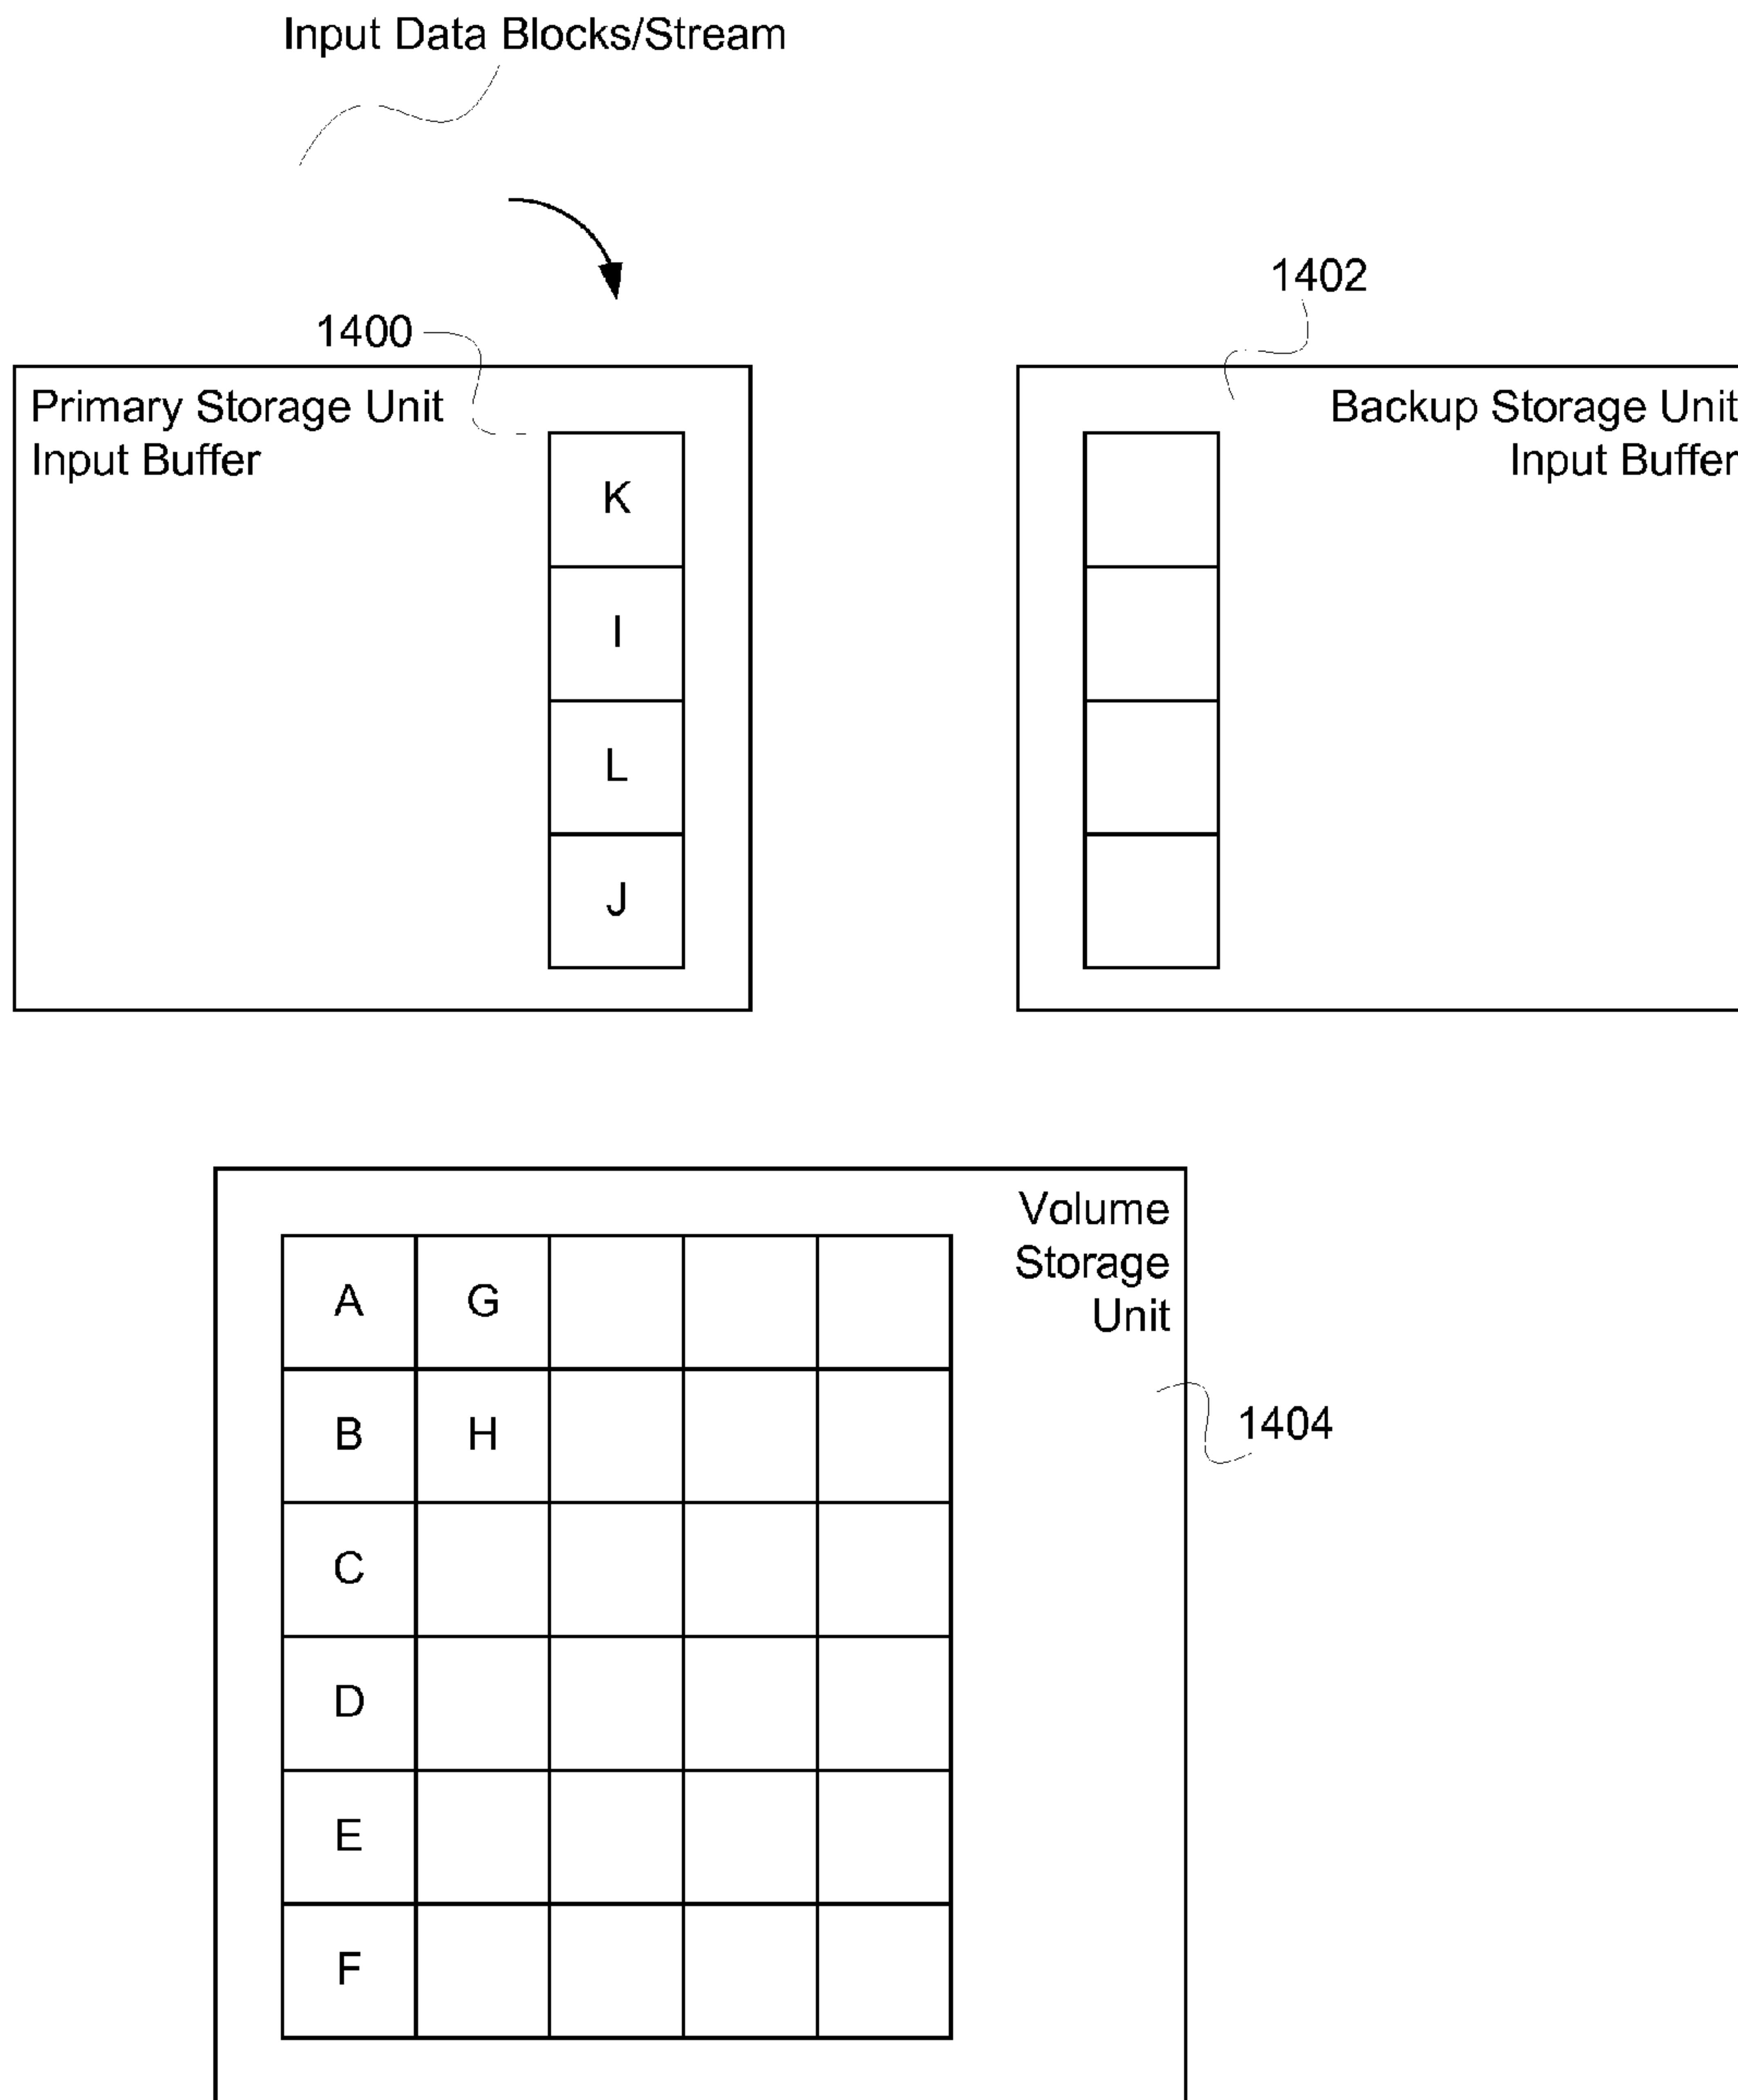 Input Data Blocks/Stream
1402
1400
Primary Storage Unit
Input Buffer
Backup Storage Unit
Input Buffer
K
I
L
J
Volume
Storage
Unit
A G
B H
1404
C
D
E
F